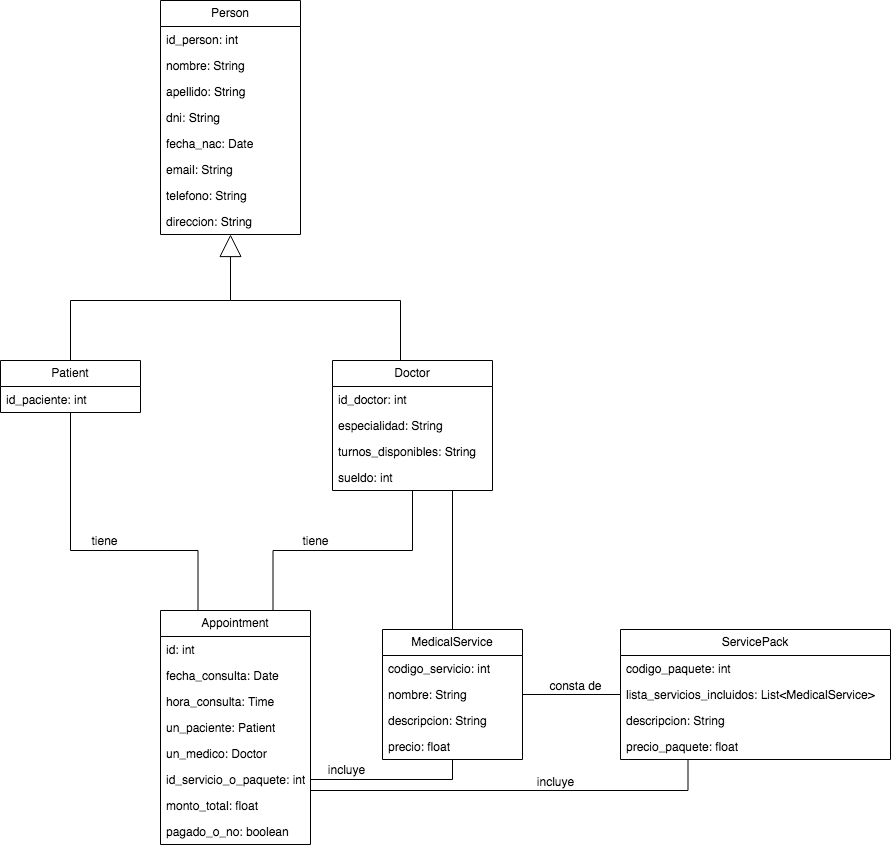 Person
id_person: int
nombre: String
apellido: String
dni: String
fecha_nac: Date
email: String
telefono: String
direccion: String
Patient
id_paciente: int
Doctor
id_doctor: int
especialidad: String
turnos_disponibles: String
sueldo: int
tiene
tiene
Appointment
id: int
fecha_consulta: Date
hora_consulta: Time
un_paciente: Patient
un_medico: Doctor
id_servicio_o_paquete: int
monto_total: float
pagado_o_no: boolean
MedicalService
codigo_servicio: int
nombre: String
descripcion: String
precio: float
consta de
ServicePack
codigo_paquete: int
lista_servicios_incluidos: List<MedicalService>
descripcion: String
precio_paquete: float
incluye
incluye